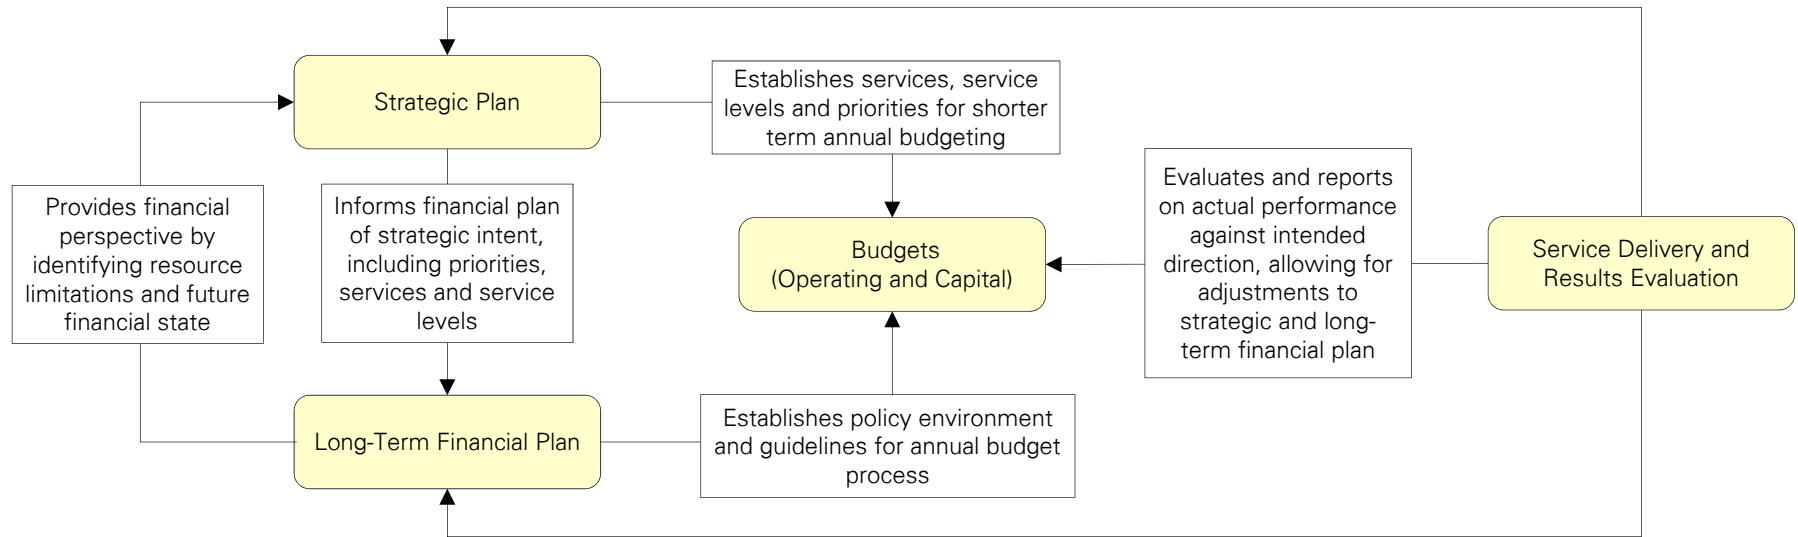 Strategic Plan
Establishes services, service
levels and priorities for shorter
term annual budgeting
Provides financial
perspective by
identifying resource
limitations and future
financial state
Informs financial plan
of strategic intent,
including priorities,
services and service
levels
Budgets
(Operating and Capital)
Evaluates and reports
on actual performance
against intended
direction, allowing for
adjustments to
strategic and long-
term financial plan
Service Delivery and
Results Evaluation
Long-Term Financial Plan
Establishes policy environment
and guidelines for annual budget
process